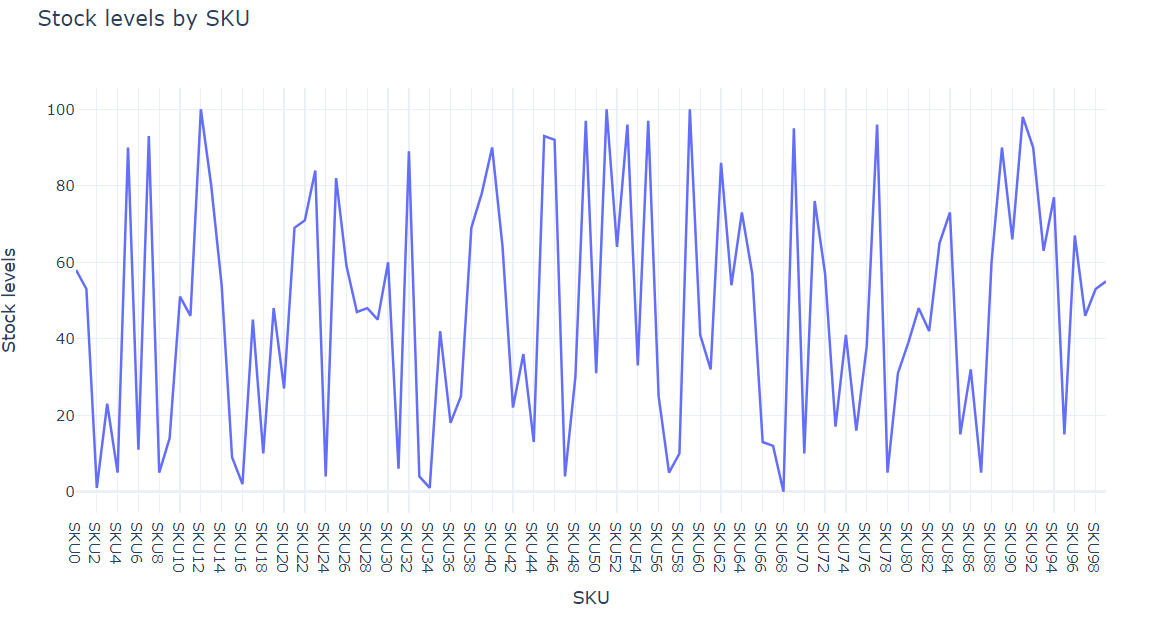 Stock levels by SKU
100
80
60
40
20
0
Stock levels
SKU0
SKU2
SKU4
SKU6
SKU8
SKU10
SKU12
SKU14
SKU16
SKU18
SKU20
SKU22
SKU24
SKU26
SKU28
SKU30
SKU32
SKU34
SKU36
SKU38
SKU40
SKU42
SKU44
SKU46
SKU48
SKU50
SKU52
SKU54
SKU56
SKU58
SKU60
SKU62
SKU64
SKU66
SKU68
SKU70
SKU72
SKU74
SKU76
SKU78
SKU80
SKU82
SKU84
SKU86
SKU88
SKU90
SKU92
SKU94
SKU96
SKU98
SKU